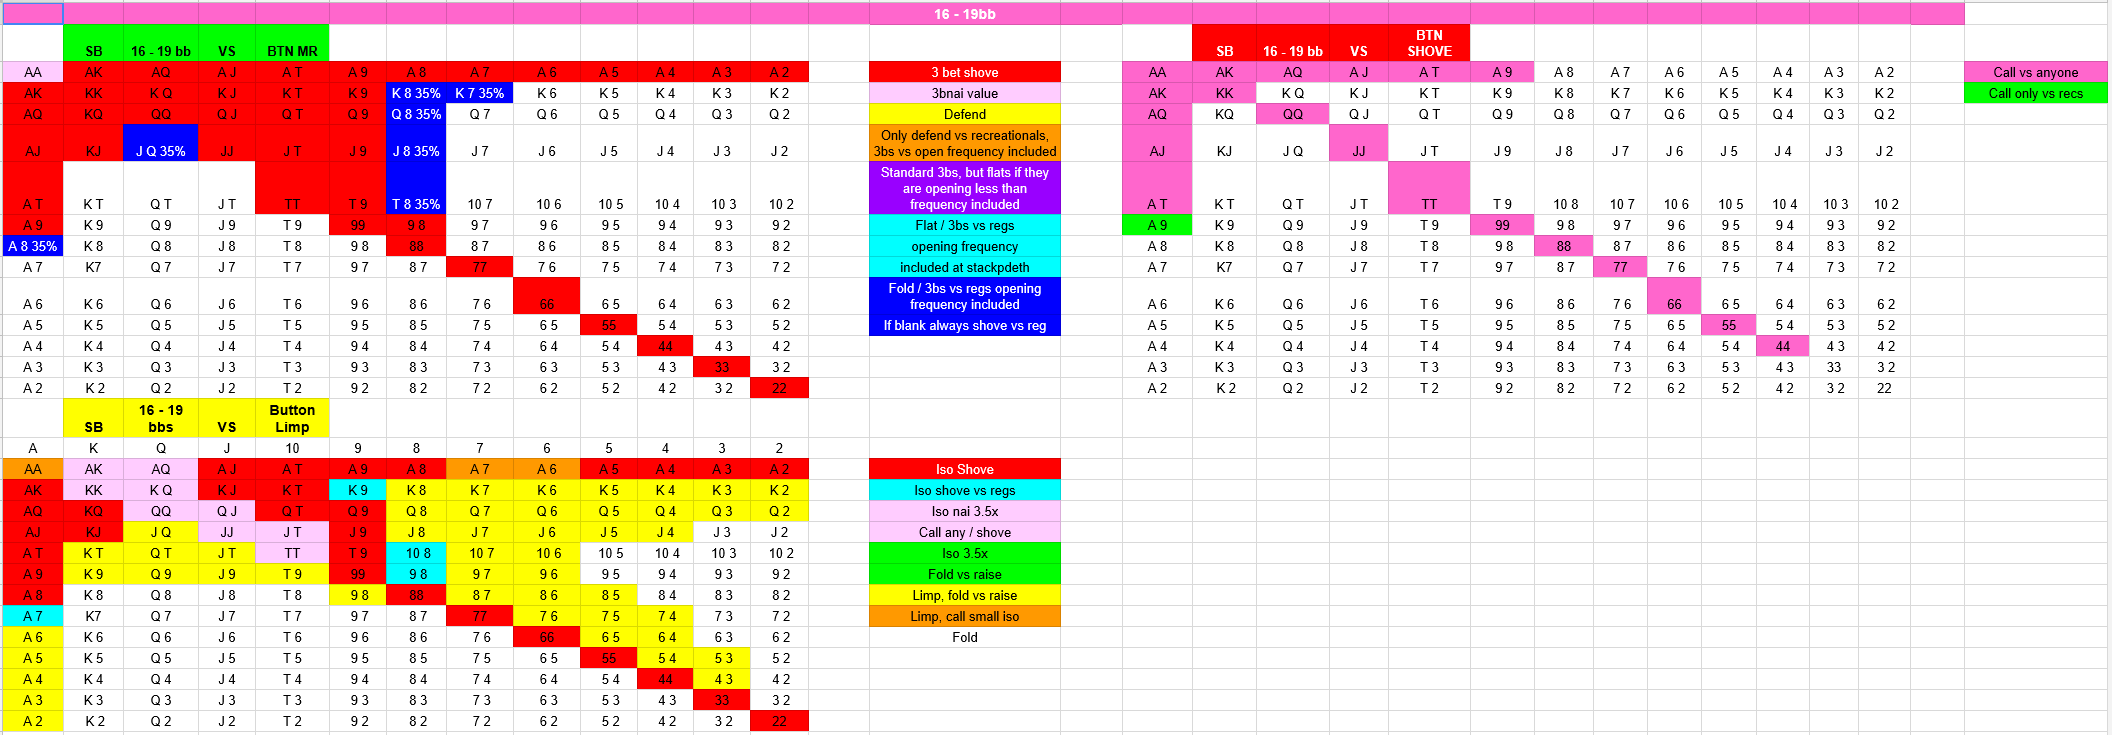 16 - 19bb
SB 16 - 19 bb VS BTN MR
BTN
SB 16 - 19 bb VS SHOVE
AA AK AQ A J A T A 9 A 8 A 7 A 6 A 5 A 4 A 3 A 2 3 bet shove AA AK AQ A J A T A 9 A 8 A 7 A 6 A 5 A 4 A 3 A 2 Call vs anyone
AK KK K Q K J K T K 9 K 8 35% K 7 35% K 6 K 5 K 4 K 3 K 2 3bnai value AK KK K Q K J K T K 9 K 8 K 7 K 6 K 5 K 4 K 3 K 2 Call only vs recs
AQ KQ QQ Q J Q T Q 9 Q 8 35% Q 7 Q 6 Q 5 Q 4 Q 3 Q 2 Defend AQ KQ QQ Q J Q T Q 9 Q 8 Q 7 Q 6 Q 5 Q 4 Q 3 Q 2
Only defend vs recreationals,
AJ KJ J Q 35% JJ J T J 9 J 8 35% J 7 J 6 J 5 J 4 J 3 J 2 3bs vs open frequency included AJ KJ J Q JJ J T J 9 J 8 J 7 J 6 J 5 J 4 J 3 J 2
Standard 3bs, but flats if they
are opening less than
A T K T Q T J T TT T 9 T 8 35% 10 7 10 6 10 5 10 4 10 3 10 2 frequency included A T K T Q T J T TT T 9 10 8 10 7 10 6 10 5 10 4 10 3 10 2
A 9 K 9 Q 9 J 9 T 9 99 9 8 9 7 9 6 9 5 9 4 9 3 9 2 Flat / 3bs vs regs A 9 K 9 Q 9 J 9 T 9 99 9 8 9 7 9 6 9 5 9 4 9 3 9 2
A 8 35% K 8 Q 8 J 8 T 8 9 8 88 8 7 8 6 8 5 8 4 8 3 8 2 opening frequency A 8 K 8 Q 8 J 8 T 8 9 8 88 8 7 8 6 8 5 8 4 8 3 8 2
A 7 K7 Q 7 J 7 T 7 9 7 8 7 77 7 6 7 5 7 4 7 3 7 2 included at stackpdeth A 7 K7 Q 7 J 7 T 7 9 7 8 7 77 7 6 7 5 7 4 7 3 7 2
Fold / 3bs vs regs opening
A 6 K 6 Q 6 J 6 T 6 9 6 8 6 7 6 66 6 5 6 4 6 3 6 2 frequency included A 6 K 6 Q 6 J 6 T 6 9 6 8 6 7 6 66 6 5 6 4 6 3 6 2
A 5 K 5 Q 5 J 5 T 5 9 5 8 5 7 5 6 5 55 5 4 5 3 5 2 If blank always shove vs reg A 5 K 5 Q 5 J 5 T 5 9 5 8 5 7 5 6 5 55 5 4 5 3 5 2
A 4 K 4 Q 4 J 4 T 4 9 4 8 4 7 4 6 4 5 4 44 4 3 4 2 A 4 K 4 Q 4 J 4 T 4 9 4 8 4 7 4 6 4 5 4 44 4 3 4 2
A 3 K 3 Q 3 J 3 T 3 9 3 8 3 7 3 6 3 5 3 4 3 33 3 2 A 3 K 3 Q 3 J 3 T 3 9 3 8 3 7 3 6 3 5 3 4 3 33 3 2
A 2 K 2 Q 2 J 2 T 2 9 2 8 2 7 2 6 2 5 2 4 2 3 2 22 A 2 K 2 Q 2 J 2 T 2 9 2 8 2 7 2 6 2 5 2 4 2 3 2 22
16 - 19 Button
SB bbs VS Limp
A K Q J 10 9 8 7 6 5 4 3 2
AA AK AQ A J A T A 9 A 8 A 7 A 6 A 5 A 4 A 3 A 2 Iso Shove
AK KK K Q K J K T K 9 K 8 K 7 K 6 K 5 K 4 K 3 K 2 Iso shove vs regs
AQ KQ QQ Q J Q T Q 9 Q 8 Q 7 Q 6 Q 5 Q 4 Q 3 Q 2 Iso nai 3.5x
AJ KJ J Q JJ J T J 9 J 8 J 7 J 6 J 5 J 4 J 3 J 2 Call any / shove
A T K T Q T J T TT T 9 10 8 10 7 10 6 10 5 10 4 10 3 10 2 Iso 3.5x
A 9 K 9 Q 9 J 9 T 9 99 9 8 9 7 9 6 9 5 9 4 9 3 9 2 Fold vs raise
A 8 K 8 Q 8 J 8 T 8 9 8 88 8 7 8 6 8 5 8 4 8 3 8 2 Limp, fold vs raise
A 7 K7 Q 7 J 7 T 7 9 7 8 7 77 7 6 7 5 7 4 7 3 7 2 Limp, call small iso
A 6 K 6 Q 6 J 6 T 6 9 6 8 6 7 6 66 6 5 6 4 6 3 6 2 Fold
A 5 K 5 Q 5 J 5 T 5 9 5 8 5 7 5 6 5 55 5 4 5 3 5 2
A 4 K 4 Q 4 J 4 T 4 9 4 8 4 7 4 6 4 5 4 44 4 3 4 2
A 3 K 3 Q 3 J 3 T 3 9 3 8 3 7 3 6 3 5 3 4 3 33 3 2
A 2 K 2 Q 2 J 2 T 2 9 2 8 2 7 2 6 2 5 2 4 2 3 2 22